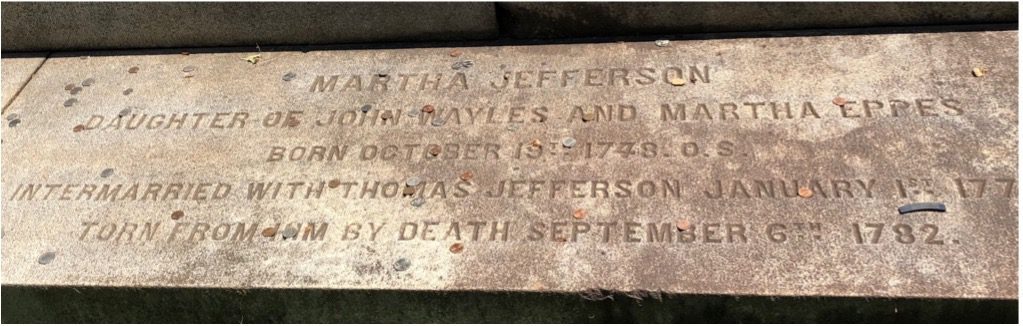 MARTHA JEFFERSON
DAUGHTER OF JOHN WAYLES AND MARTHA EPPES
BORN OCTOBER 19TH 1748. O. S.
INTERMARRIED WITH THOMAS JEFFERSON JANUARY 1ST 177
TORN FROM HIM BY DEATH SEPTEMBER 6TH 1782.